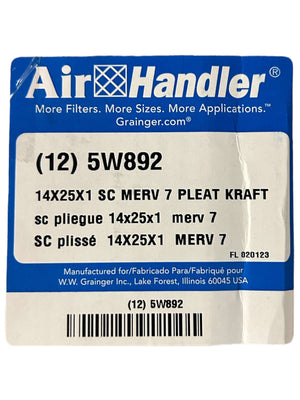 Air Handler®
More Filters. More Sizes. More Applications.™
Grainger.com®
(12) 5W892
14X25X1 SC MERV 7 PLEAT KRAFT
sc pliegue 14x25x1 merv 7
SC plissé 14X25X1 MERV 7
FL 020123
Manufactured for/Fabricado Para/Fabriqué pour
W.W. Grainger Inc., Lake Forest, Illinois 60045 USA
(12) 5W892